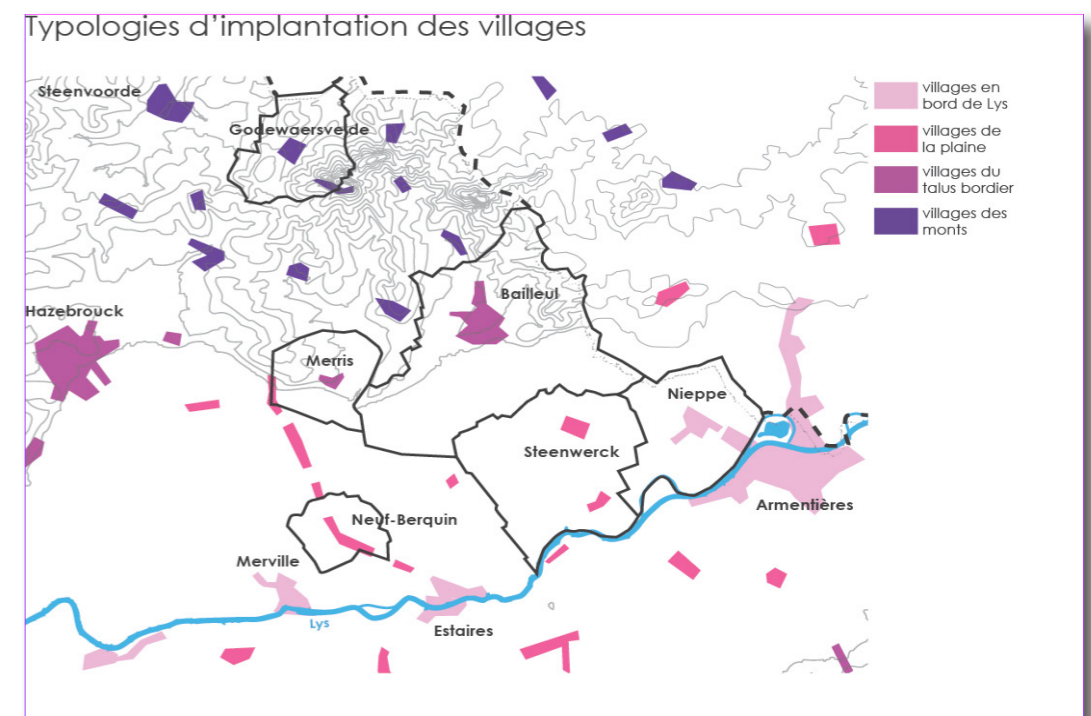 Typologies d'implantation des villages
villages en
bord de Lys
villages de
la plaine
villages du
talus bordier
villages des
monts
Steenvoorde
Godewaersvelde
Hazebrouck
Bailleul
Merris
Nieppe
Steenwerck
Armentières
Neuf-Berquin
Merville
Lys
Estaires